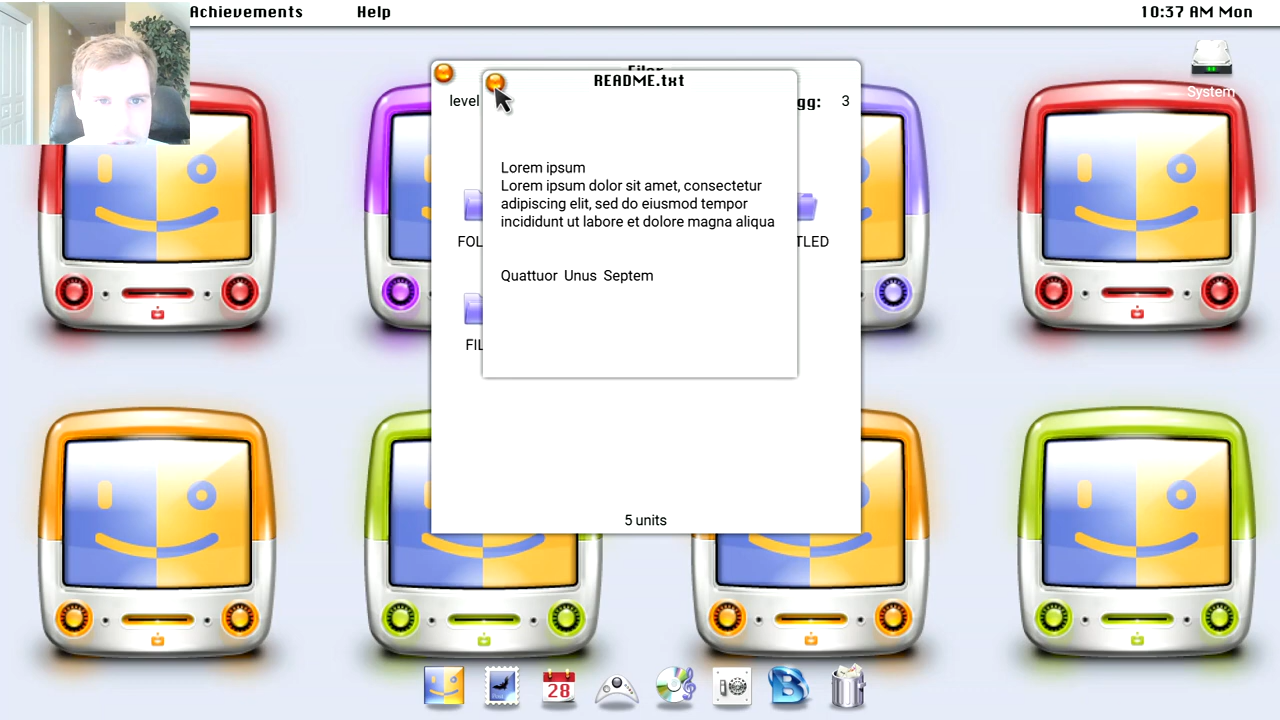 Achievements Help 10:37 AM Mon
System
README.txt
level
gg: 3
Lorem ipsum
Lorem ipsum dolor sit amet, consectetur
adipiscing elit, sed do eiusmod tempor
incididunt ut labore et dolore magna aliqua
FOL
TLED
Quattuor Unus Septem
FIL
5 units
28